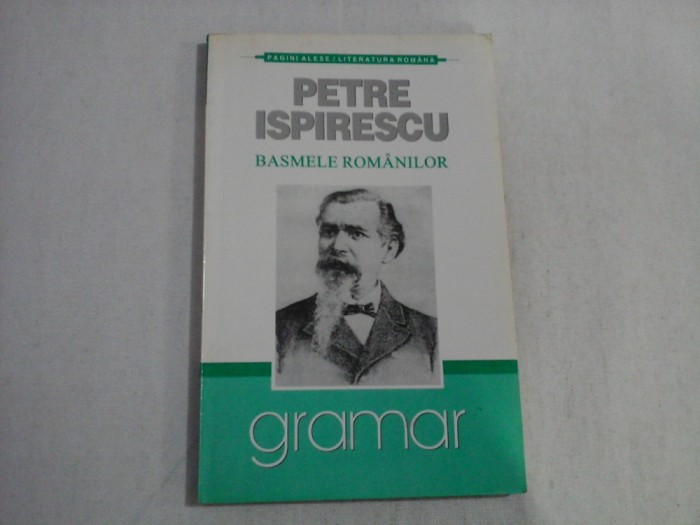 PAGINI ALESE / LITERATURA ROMÂNĂ
PETRE
ISPIRESCU
BASMELE ROMÂNILOR
gramar